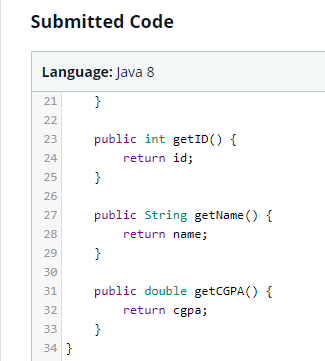 Submitted Code
Language: Java 8
21     }
22
23     public int getID() {
24         return id;
25     }
26
27     public String getName() {
28         return name;
29     }
30
31     public double getCGPA() {
32         return cgpa;
33     }
34 }